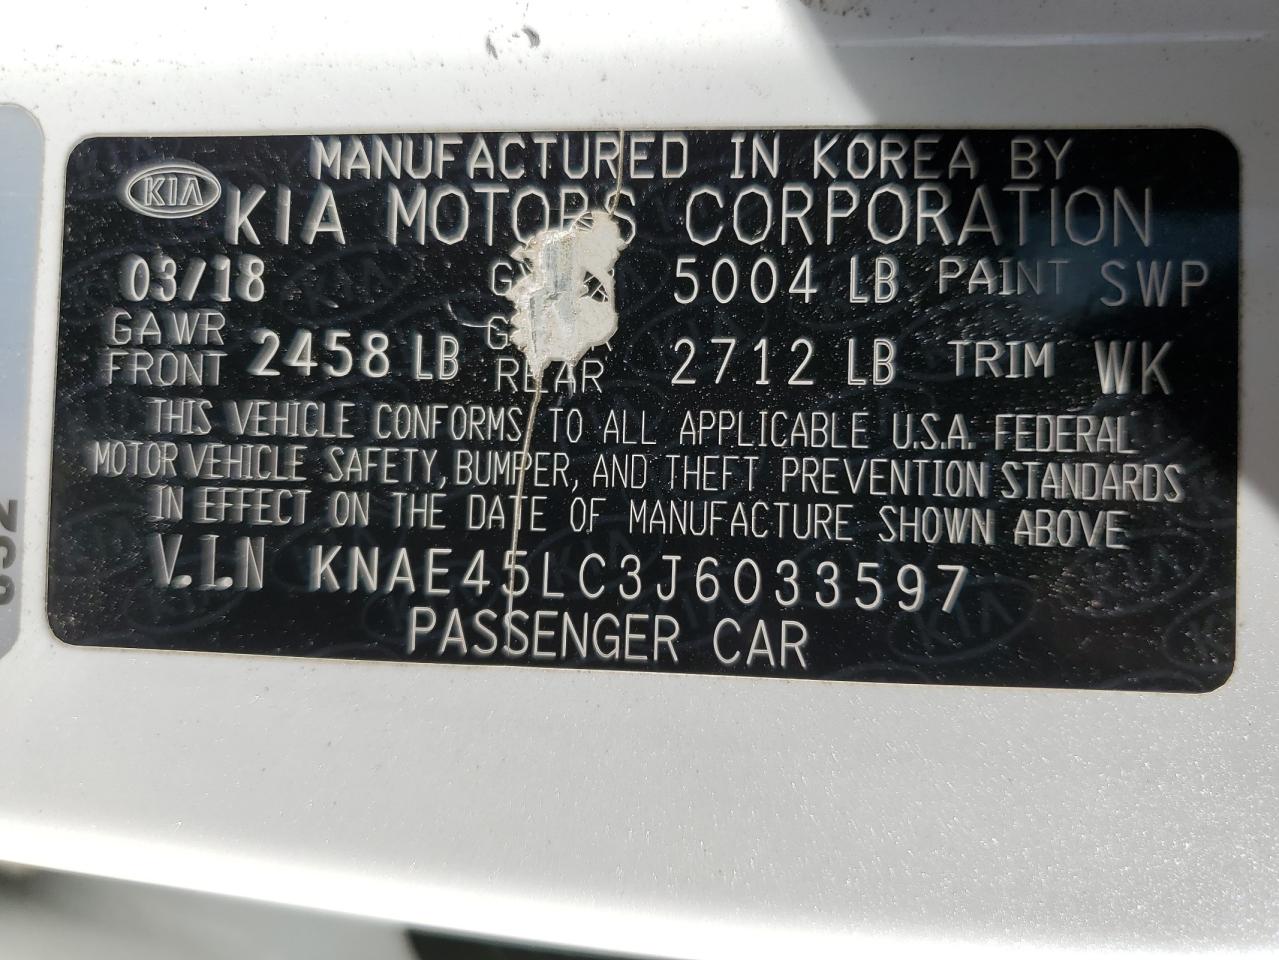 MANUFACTURED IN KOREA BY
KIA KIA MOTORS CORPORATION
03/18 5004 LB PAINT SWP
GAWR FRONT 2458 LB REAR 2712 LB TRIM WK
THIS VEHICLE CONFORMS TO ALL APPLICABLE U.S.A. FEDERAL
MOTOR VEHICLE SAFETY, BUMPER, AND THEFT PREVENTION STANDARDS
IN EFFECT ON THE DATE OF MANUFACTURE SHOWN ABOVE
V.I.N KNAE45LC3J6033597
PASSENGER CAR